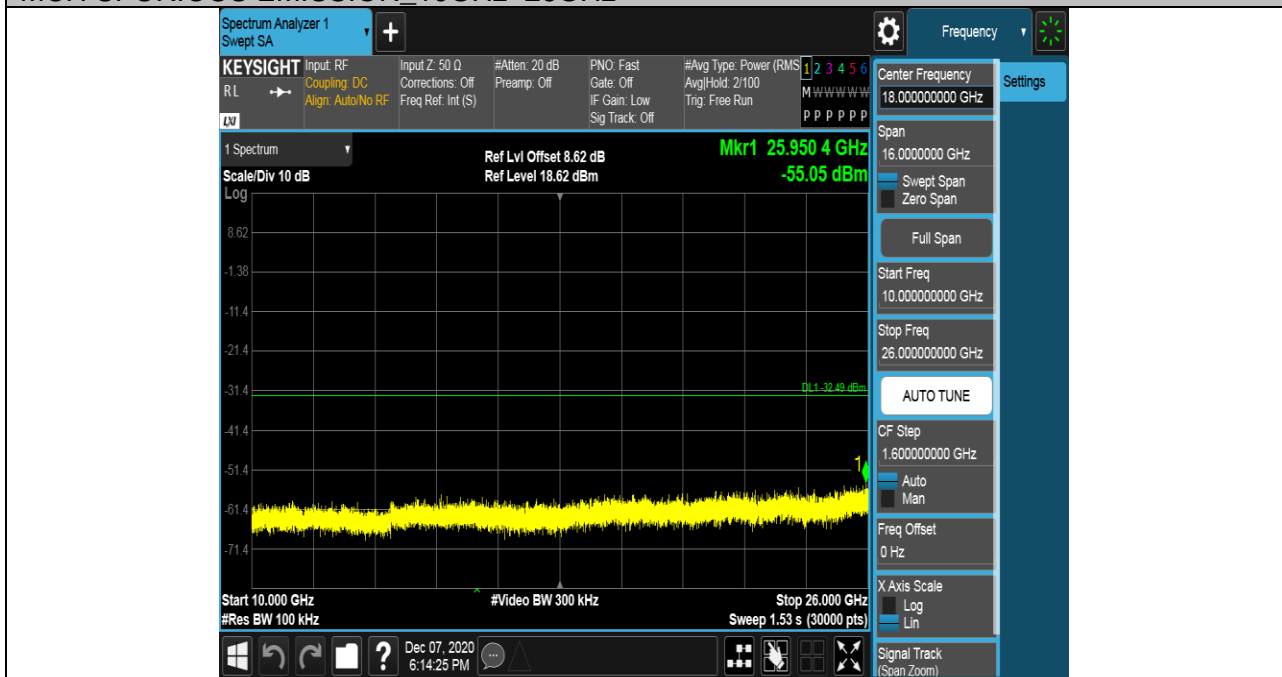 Spectrum Analyzer 1
Swept SA
+
Frequency
KEYSIGHT
RL
LXI
Input: RF
Coupling: DC
Align: Auto/No RF
Input Z: 50 Ω
Corrections: Off
Freq Ref: Int (S)
#Atten: 20 dB
Preamp: Off
PNO: Fast
Gate: Off
IF Gain: Low
Sig Track: Off
#Avg Type: Power (RMS
Avg|Hold: 2/100
Trig: Free Run
1 2 3 4 5 6
M W W W W W
P P P P P P
1 Spectrum
Scale/Div 10 dB
Log
Ref Lvl Offset 8.62 dB
Ref Level 18.62 dBm
Mkr1 25.950 4 GHz
-55.05 dBm
8.62
-1.38
-11.4
-21.4
-31.4
DL1 -32.49 dBm
-41.4
-51.4
1
-61.4
-71.4
Start 10.000 GHz
#Res BW 100 kHz
#Video BW 300 kHz
Stop 26.000 GHz
Sweep 1.53 s (30000 pts)
?
Dec 07, 2020
6:14:25 PM
Center Frequency
18.000000000 GHz
Settings
Span
16.0000000 GHz
Swept Span
Zero Span
Full Span
Start Freq
10.000000000 GHz
Stop Freq
26.000000000 GHz
AUTO TUNE
CF Step
1.600000000 GHz
Auto
Man
Freq Offset
0 Hz
X Axis Scale
Log
Lin
Signal Track
(Span Zoom)